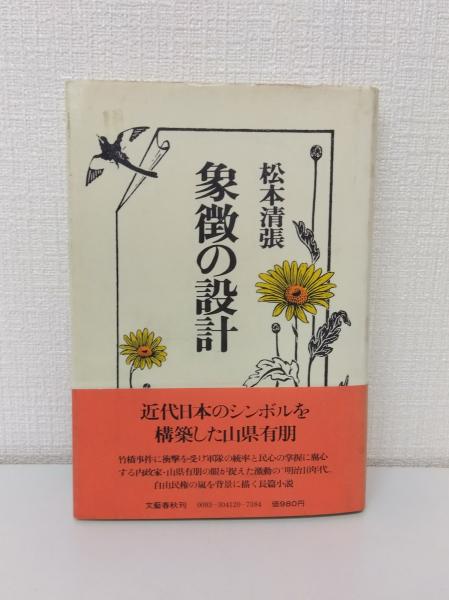 松本清張
象徴の設計
近代日本のシンボルを
構築した山県有朋
竹橋事件に衝撃を受け軍隊の統率と民心の掌握に腐心
する内政家・山県有朋の眼が捉えた激動の“明治10年代”。
自由民権の嵐を背景に描く長篇小説
文藝春秋刊 0093-304120-7384 価980円